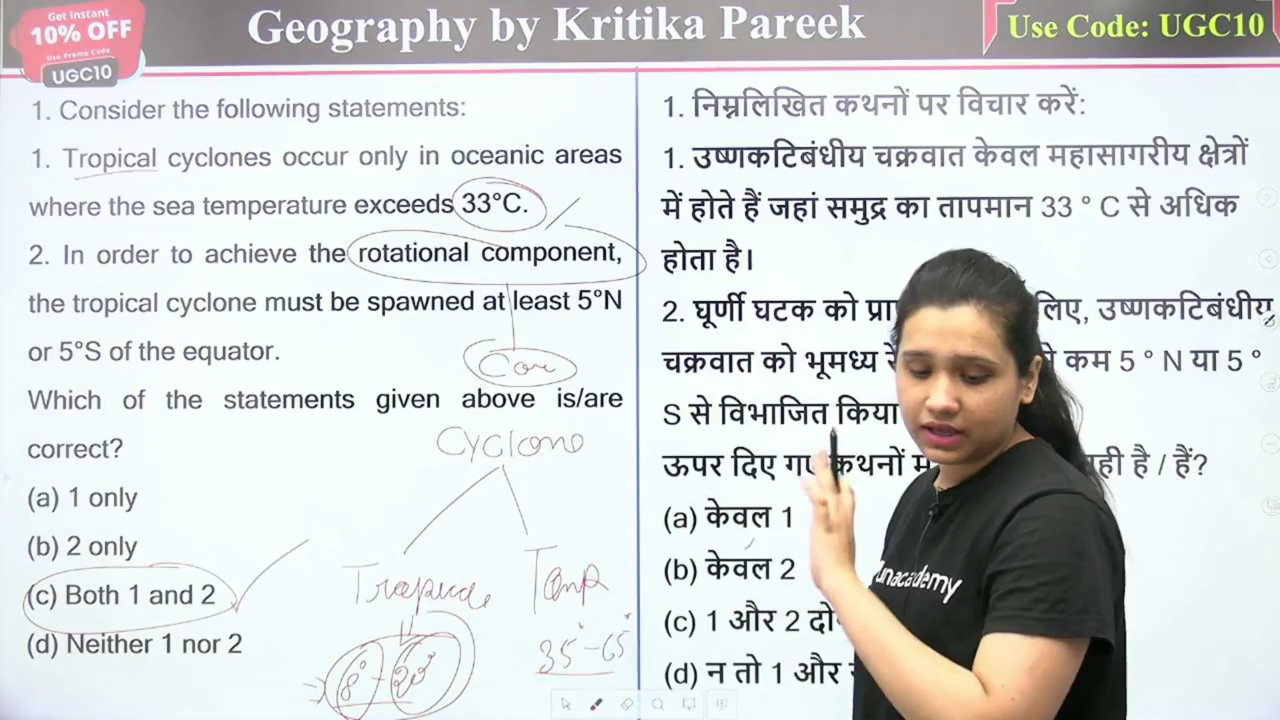 Get Instant
10% OFF
Use Promo Code
UGC10
Geography by Kritika Pareek
Use Code: UGC10
1. Consider the following statements:
1. Tropical cyclones occur only in oceanic areas
where the sea temperature exceeds 33°C.
2. In order to achieve the rotational component,
the tropical cyclone must be spawned at least 5°N
or 5°S of the equator.
Cor
Which of the statements given above is/are
correct?
Cyclone
(a) 1 only
(b) 2 only
(c) Both 1 and 2
(d) Neither 1 nor 2
Temp
35° - 65°
1. निम्नलिखित कथनों पर विचार करें:
1. उष्णकटिबंधीय चक्रवात केवल महासागरीय क्षेत्रों
में होते हैं जहां समुद्र का तापमान 33 ° C से अधिक
होता है।
2. घूर्णी घटक को लिए, उष्णकटिबंधीय
चक्रवात को भूमध्य कम 5 ° N या 5 °
S से विभाजित किया
ऊपर दिए गए कथनों है / हैं?
(a) केवल 1
(b) केवल 2
(c) 1 और 2
(d) न तो 1 और
unacademy